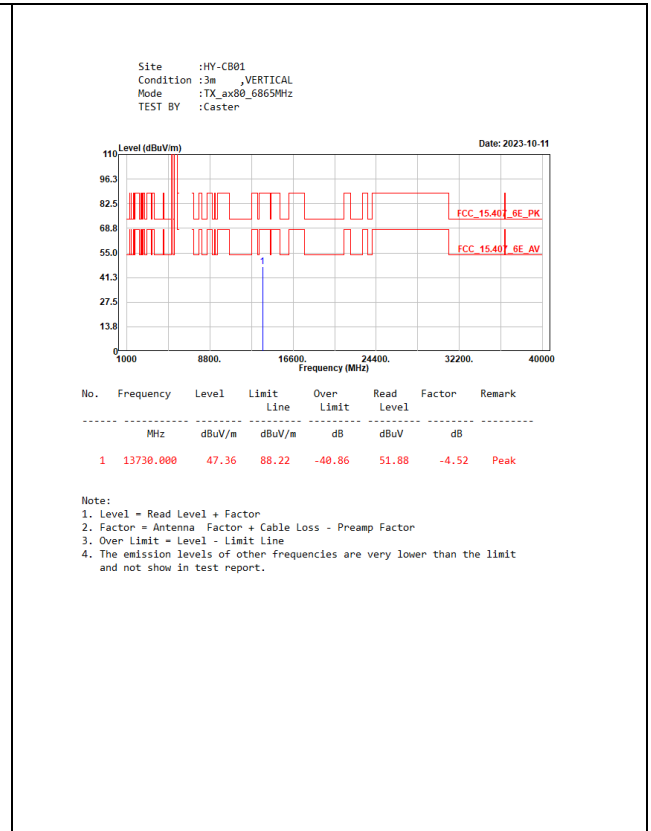 Site      :HY-CB01
Condition :3m   ,VERTICAL
Mode      :TX_ax80_6865MHz
TEST BY   :Caster
Level (dBuV/m)
Date: 2023-10-11
110
96.3
82.5
FCC_15.407_6E_PK
68.8
55.0
FCC_15.407_6E_AV
1
41.3
27.5
13.8
0
1000 8800. 16600. 24400. 32200. 40000
Frequency (MHz)
No. Frequency Level Limit Over Read Factor Remark
Line Limit Level
------ ----------- -------- -------- --------- --------- -------- ---------
MHz dBuV/m dBuV/m dB dBuV dB
1 13730.000 47.36 88.22 -40.86 51.88 -4.52 Peak
Note:
1. Level = Read Level + Factor
2. Factor = Antenna  Factor + Cable Loss - Preamp Factor
3. Over Limit = Level - Limit Line
4. The emission levels of other frequencies are very lower than the limit
and not show in test report.